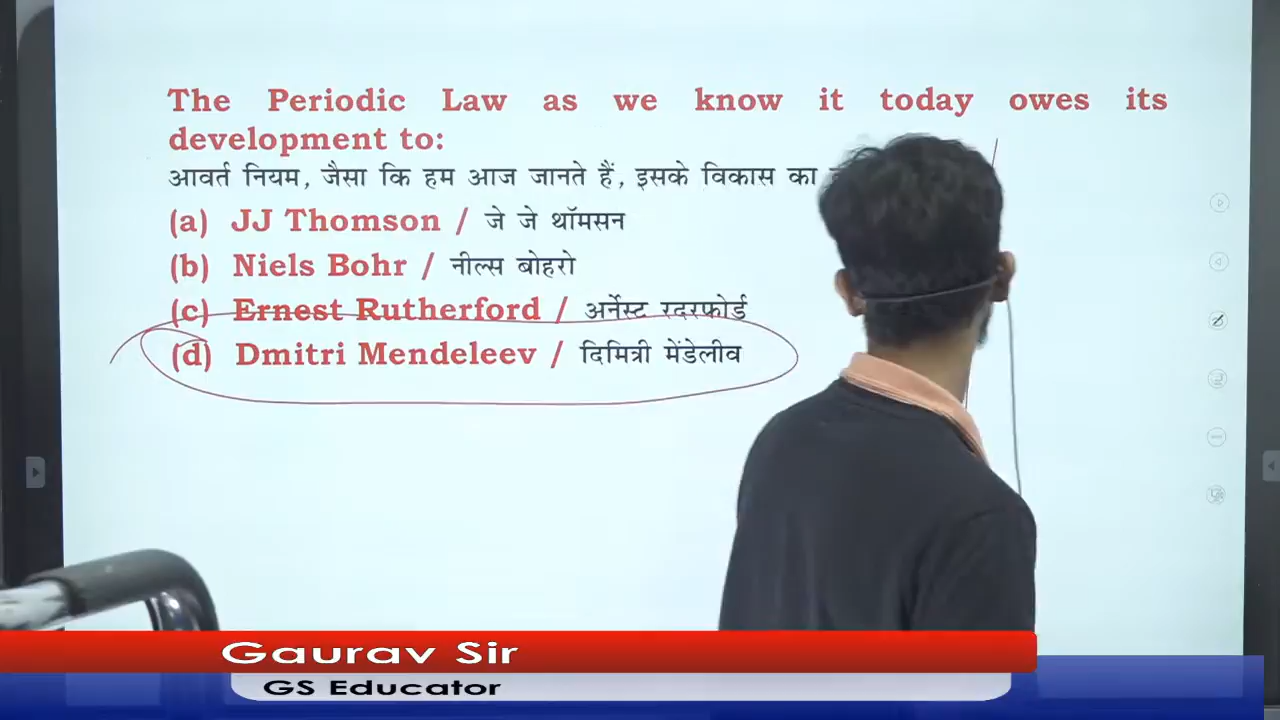 The Periodic Law as we know it today owes its
development to:
आवर्त नियम, जैसा कि हम आज जानते हैं, इसके विकास का
(a) JJ Thomson / जे जे थॉमसन
(b) Niels Bohr / नील्स बोहरो
(c) Ernest Rutherford / अर्नेस्ट रदरफोर्ड
(d) Dmitri Mendeleev / दिमित्री मेंडेलीव
Gaurav Sir
GS Educator